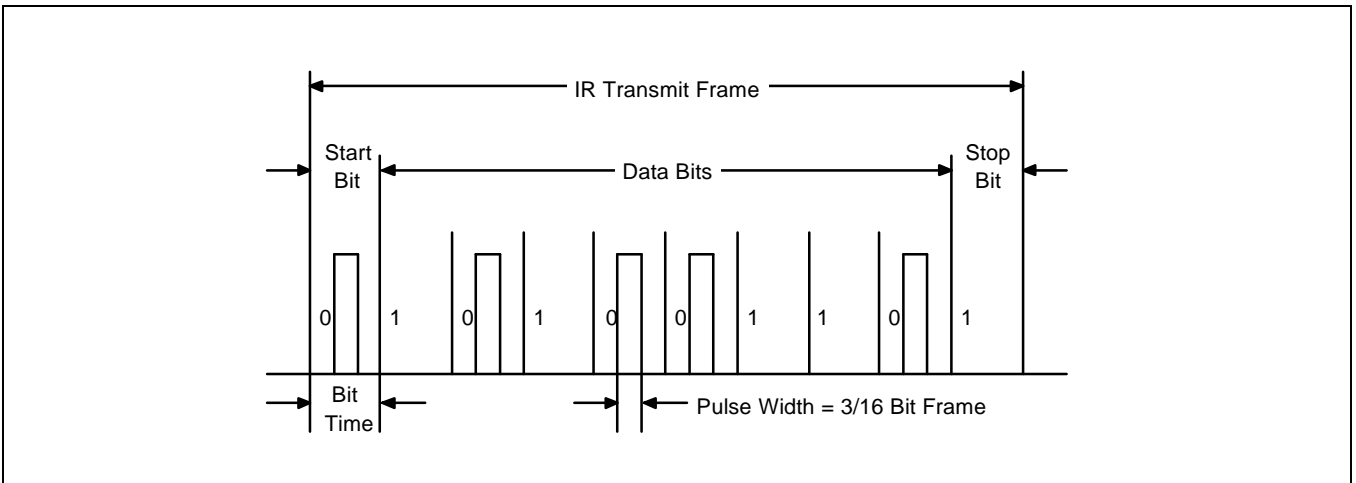 IR Transmit Frame
Start
Bit
Data Bits
Stop
Bit
0 1 0 1 0 0 1 1 0 1
Bit
Time
Pulse Width = 3/16 Bit Frame